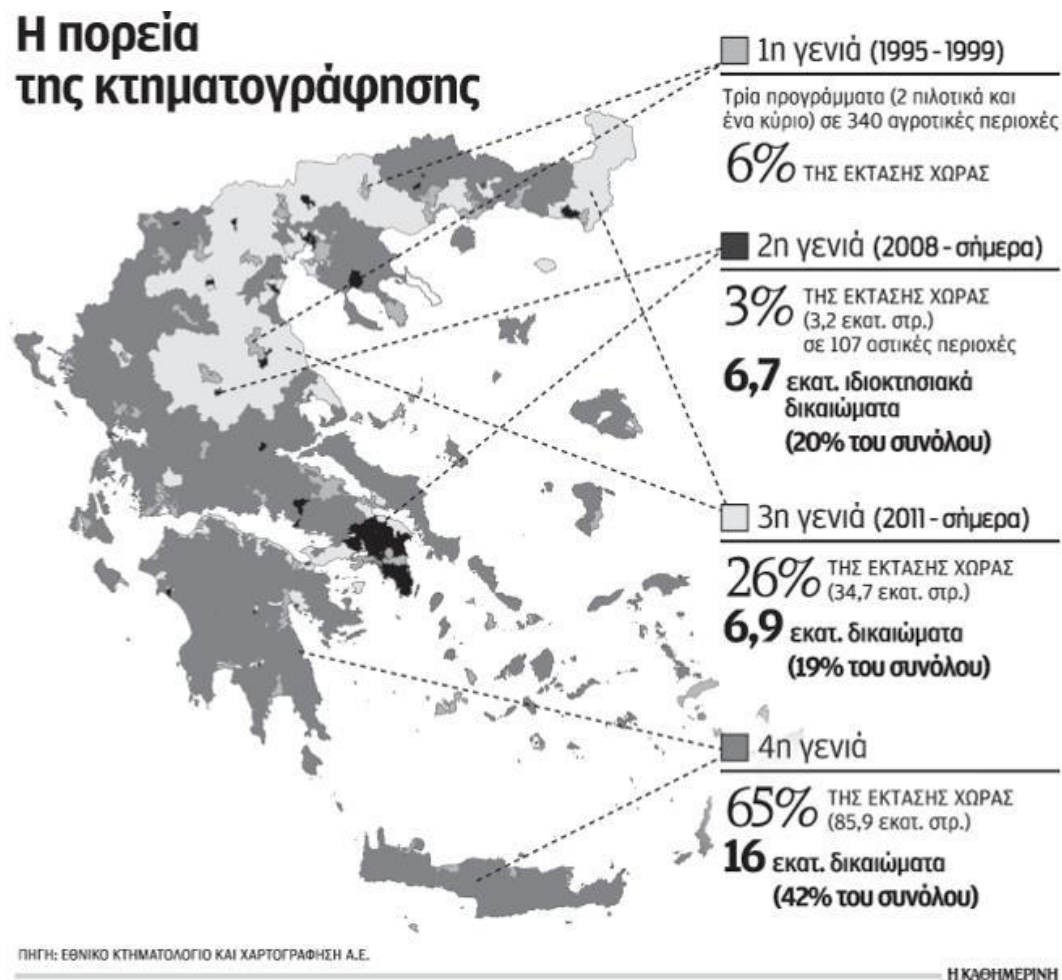 Η πορεία
της κτηματογράφησης
1η γενιά (1995 - 1999)
Τρία προγράμματα (2 πιλοτικά και
ένα κύριο) σε 340 αγροτικές περιοχές
6% ΤΗΣ ΕΚΤΑΣΗΣ ΧΩΡΑΣ
2η γενιά (2008 - σήμερα)
3% ΤΗΣ ΕΚΤΑΣΗΣ ΧΩΡΑΣ
(3,2 εκατ. στρ.)
σε 107 αστικές περιοχές
6,7 εκατ. ιδιοκτησιακά
δικαιώματα
(20% του συνόλου)
3η γενιά (2011 - σήμερα)
26% ΤΗΣ ΕΚΤΑΣΗΣ ΧΩΡΑΣ
(34,7 εκατ. στρ.)
6,9 εκατ. δικαιώματα
(19% του συνόλου)
4η γενιά
65% ΤΗΣ ΕΚΤΑΣΗΣ ΧΩΡΑΣ
(85,9 εκατ. στρ.)
16 εκατ. δικαιώματα
(42% του συνόλου)
ΠΗΓΗ: ΕΘΝΙΚΟ ΚΤΗΜΑΤΟΛΟΓΙΟ ΚΑΙ ΧΑΡΤΟΓΡΑΦΗΣΗ Α.Ε.
Η ΚΑΘΗΜΕΡΙΝΗ